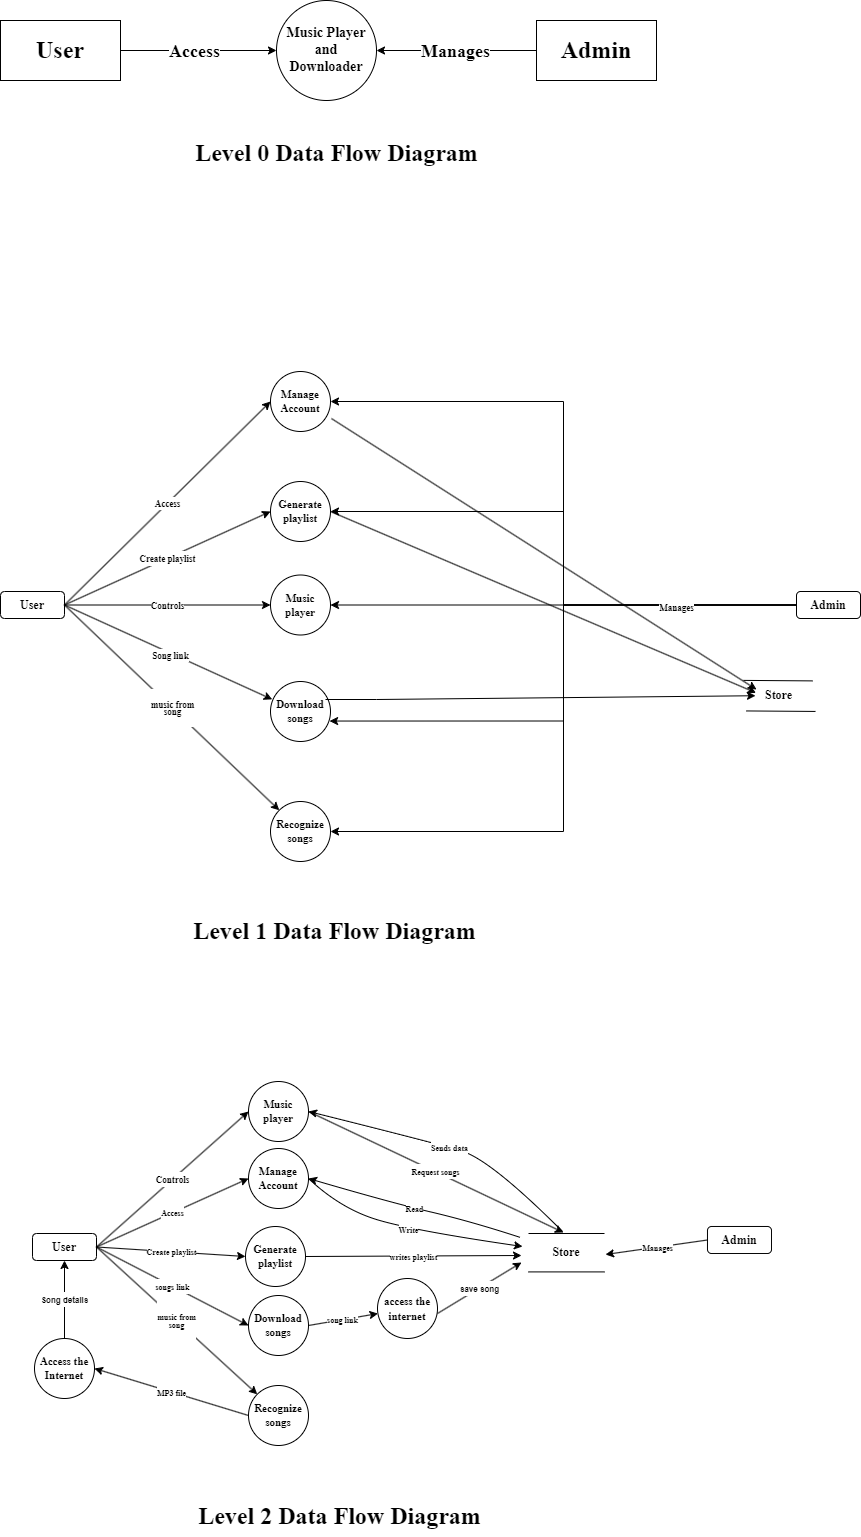 User
Access
Music Player
and
Downloader
Manages
Admin
Level 0 Data Flow Diagram
Manage
Account
Access
Generate
playlist
Create playlist
User
Controls
Music
player
Manages
Admin
Song link
music from
song
Download
songs
Store
Recognize
songs
Level 1 Data Flow Diagram
Music
player
Sends data
Request songs
Controls
Manage
Account
Access
Read
Write
User
Create playlist
Generate
playlist
writes playlist
Store
Manages
Admin
songs link
save song
Song details
music from
song
Download
songs
song link
access the
internet
Access the
Internet
MP3 file
Recognize
songs
Level 2 Data Flow Diagram